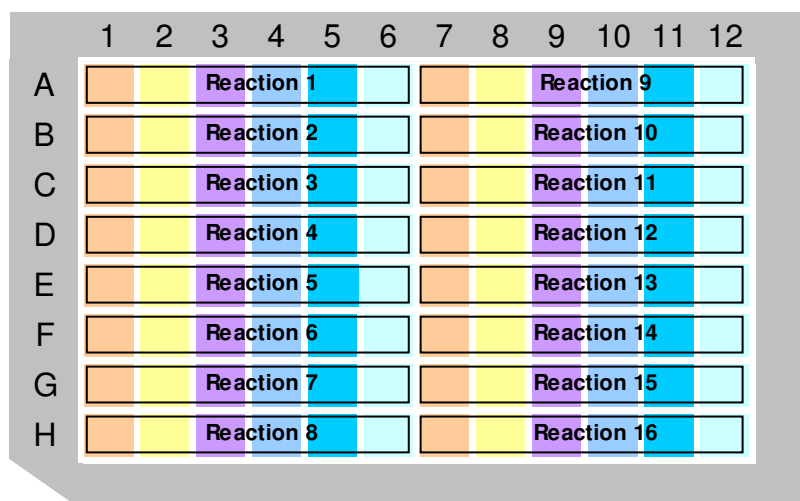 1 2 3 4 5 6 7 8 9 10 11 12
A Reaction 1 Reaction 9
B Reaction 2 Reaction 10
C Reaction 3 Reaction 11
D Reaction 4 Reaction 12
E Reaction 5 Reaction 13
F Reaction 6 Reaction 14
G Reaction 7 Reaction 15
H Reaction 8 Reaction 16